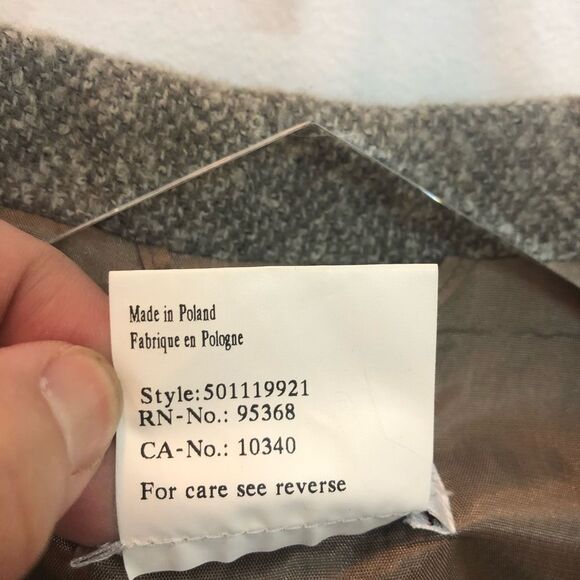 Made in Poland
Fabrique en Pologne
Style:501119921
RN-No.: 95368
CA-No.: 10340
For care see reverse